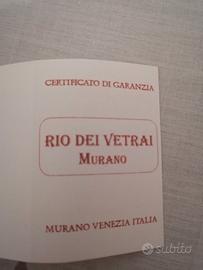 CERTIFICATO DI GARANZIA
RIO DEI VETRAI
MURANO
MURANO VENEZIA ITALIA
subito